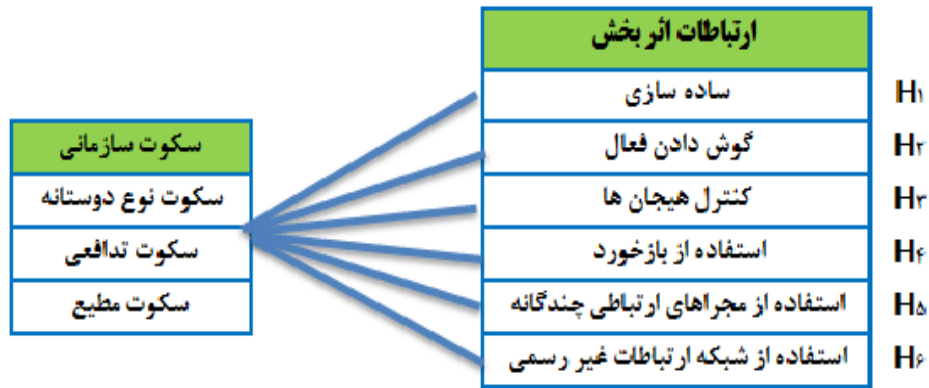 ارتباطات اثر بخش
ساده سازی H۱
گوش دادن فعال H۲
کنترل هیجان ها H۳
استفاده از بازخورد H۴
استفاده از مجراهای ارتباطی چندگانه H۵
استفاده از شبکه ارتباطات غیر رسمی H۶
سکوت سازمانی
سکوت نوع دوستانه
سکوت تدافعی
سکوت مطیع